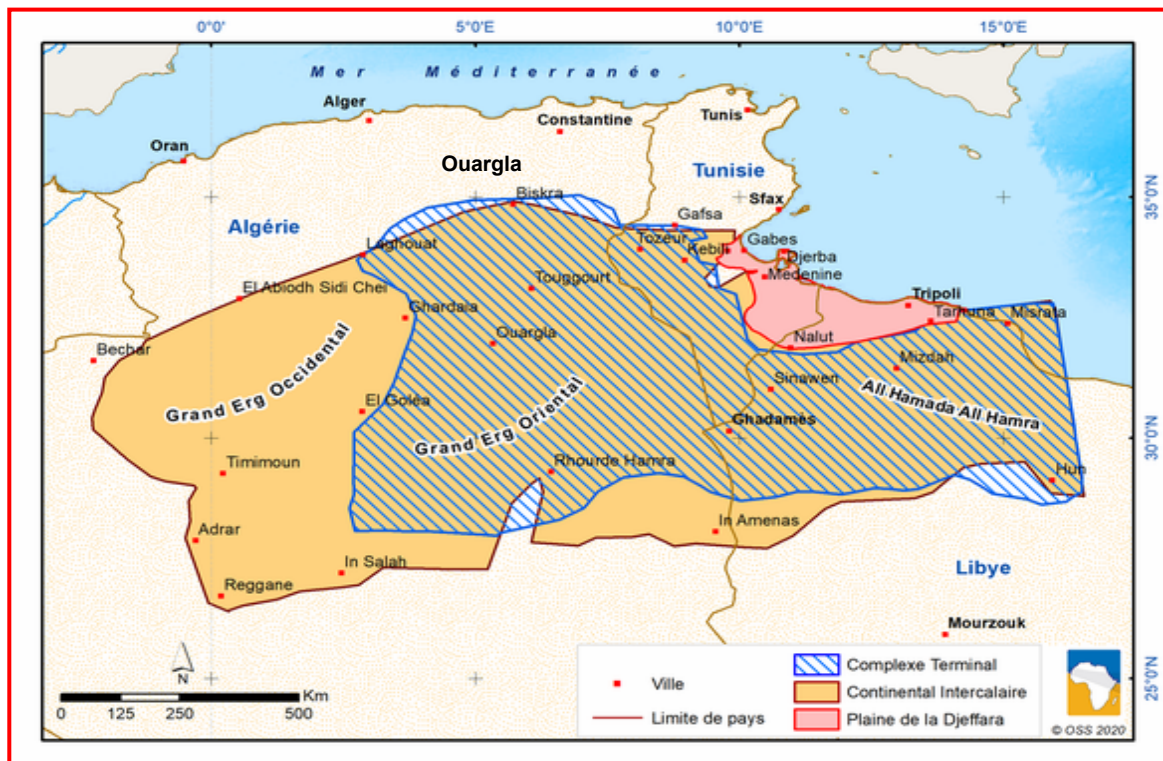 0°0' 5°0'E 10°0'E 15°0'E
Mer Méditerranée
Alger
Constantine
Tunis
Oran
Ouargla
Tunisie
Biskra
Sfax
35°0'N
Algérie
Gafsa
Laghouat
Tozeur
Kebili
Gabes
Djerba
Medenine
El Abiodh Sidi Chei
Touggourt
Tripoli
Ghardaia
Tarhuna
Misrata
Ouargla
Nalut
Bechar
Mizdah
Sinawen
Grand Erg Occidental
El Goléa
Grand Erg Oriental
All Hamada All Hamra
Ghadamès
30°0'N
Timimoun
Rhourde Hamra
Hun
Adrar
In Amenas
In Salah
Reggane
Libye
Mourzouk
N
Km
0 125 250 500
Ville
Limite de pays
Complexe Terminal
Continental Intercalaire
Plaine de la Djeffara
25°0'N
© OSS 2020